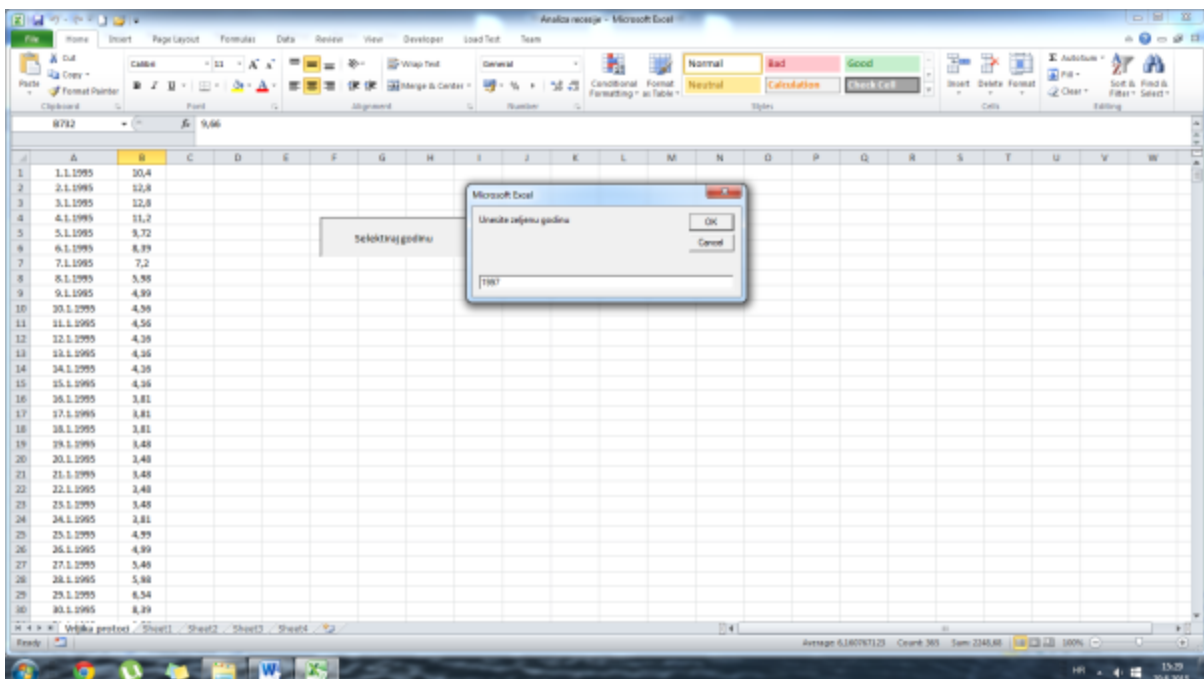 Analiza recesije - Microsoft Excel
File Home Insert Page Layout Formulas Data Review View Developer Load Test Team
Cut
Copy
Format Painter
Paste
Clipboard
Calibri 11
B I U
Font
Wrap Text
Merge & Center
Alignment
General
Number
Conditional Formatting
Format as Table
Normal Bad Good
Neutral Calculation Check Cell
Styles
Insert Delete Format
Cells
AutoSum
Fill
Clear
Sort & Filter
Find & Select
Editing
B732 fx 9,66
A B C D E F G H I J K L M N O P Q R S T U V W
1 1.1.1995 10,4
2 2.1.1995 12,8
3 3.1.1995 12,8
4 4.1.1995 11,2
5 5.1.1995 9,72
6 6.1.1995 8,39
7 7.1.1995 7,2
8 8.1.1995 5,98
9 9.1.1995 4,99
10 10.1.1995 4,56
11 11.1.1995 4,56
12 12.1.1995 4,16
13 13.1.1995 4,16
14 14.1.1995 4,16
15 15.1.1995 4,16
16 16.1.1995 3,81
17 17.1.1995 3,81
18 18.1.1995 3,81
19 19.1.1995 3,48
20 20.1.1995 3,48
21 21.1.1995 3,48
22 22.1.1995 3,48
23 23.1.1995 3,48
24 24.1.1995 3,81
25 25.1.1995 4,99
26 26.1.1995 4,99
27 27.1.1995 5,46
28 28.1.1995 5,98
29 29.1.1995 6,54
30 30.1.1995 8,39
Selektiraj godinu
Microsoft Excel
Unesite zeljenu godinu
OK
Cancel
1997
Veljika protoci Sheet1 Sheet2 Sheet3 Sheet4
Ready
Average: 6,160767123 Count: 365 Sum: 2248,68 100%
HR
15:29